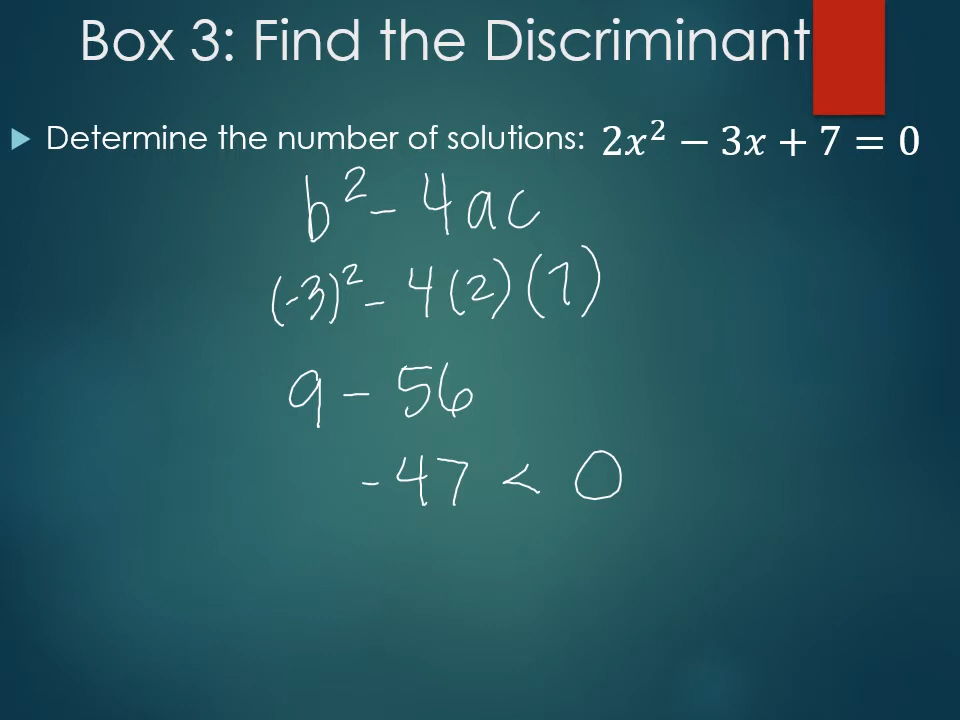 Box 3: Find the Discriminant
Determine the number of solutions: 2x² − 3x + 7 = 0
b² - 4ac
(-3)² - 4(2)(7)
9 - 56
-47 < 0